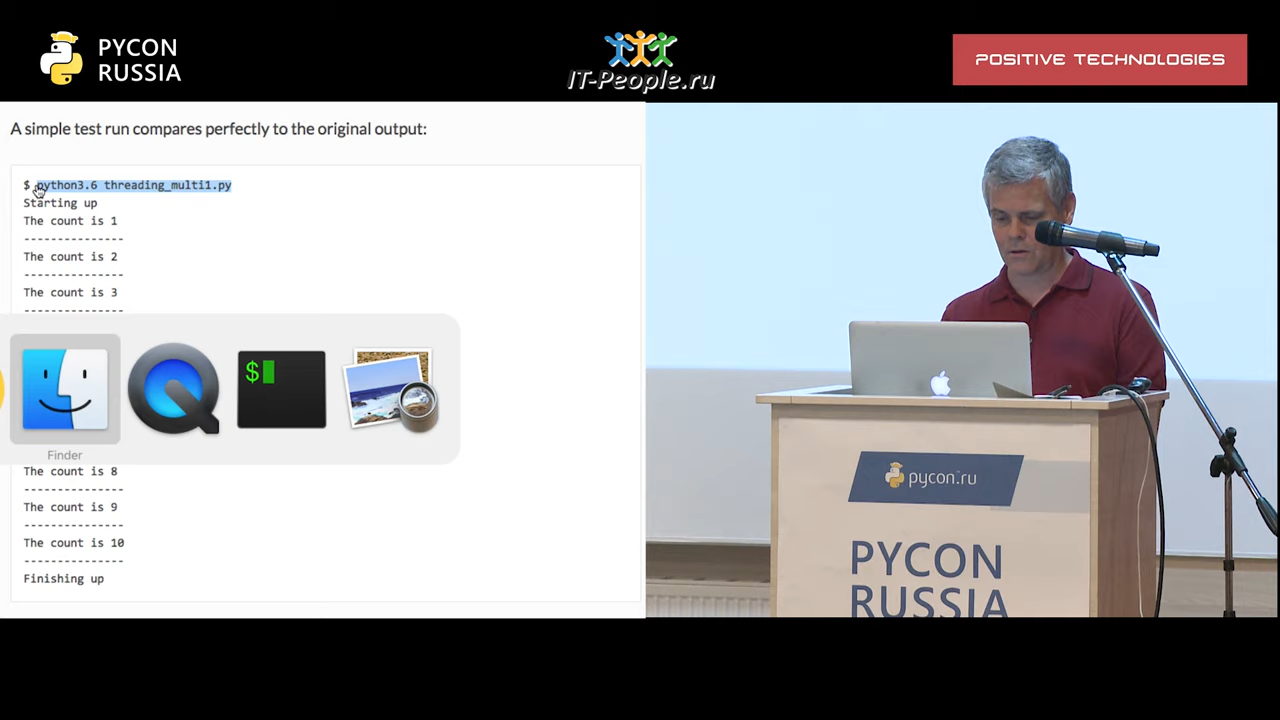 PYCON
RUSSIA
IT-People.ru
POSITIVE TECHNOLOGIES
A simple test run compares perfectly to the original output:
$ python3.6 threading_multi1.py
Starting up
The count is 1
---------------
The count is 2
---------------
The count is 3
---------------
$
Finder
The count is 8
---------------
The count is 9
---------------
The count is 10
---------------
Finishing up
pycon.ru
PYCON
RUSSIA